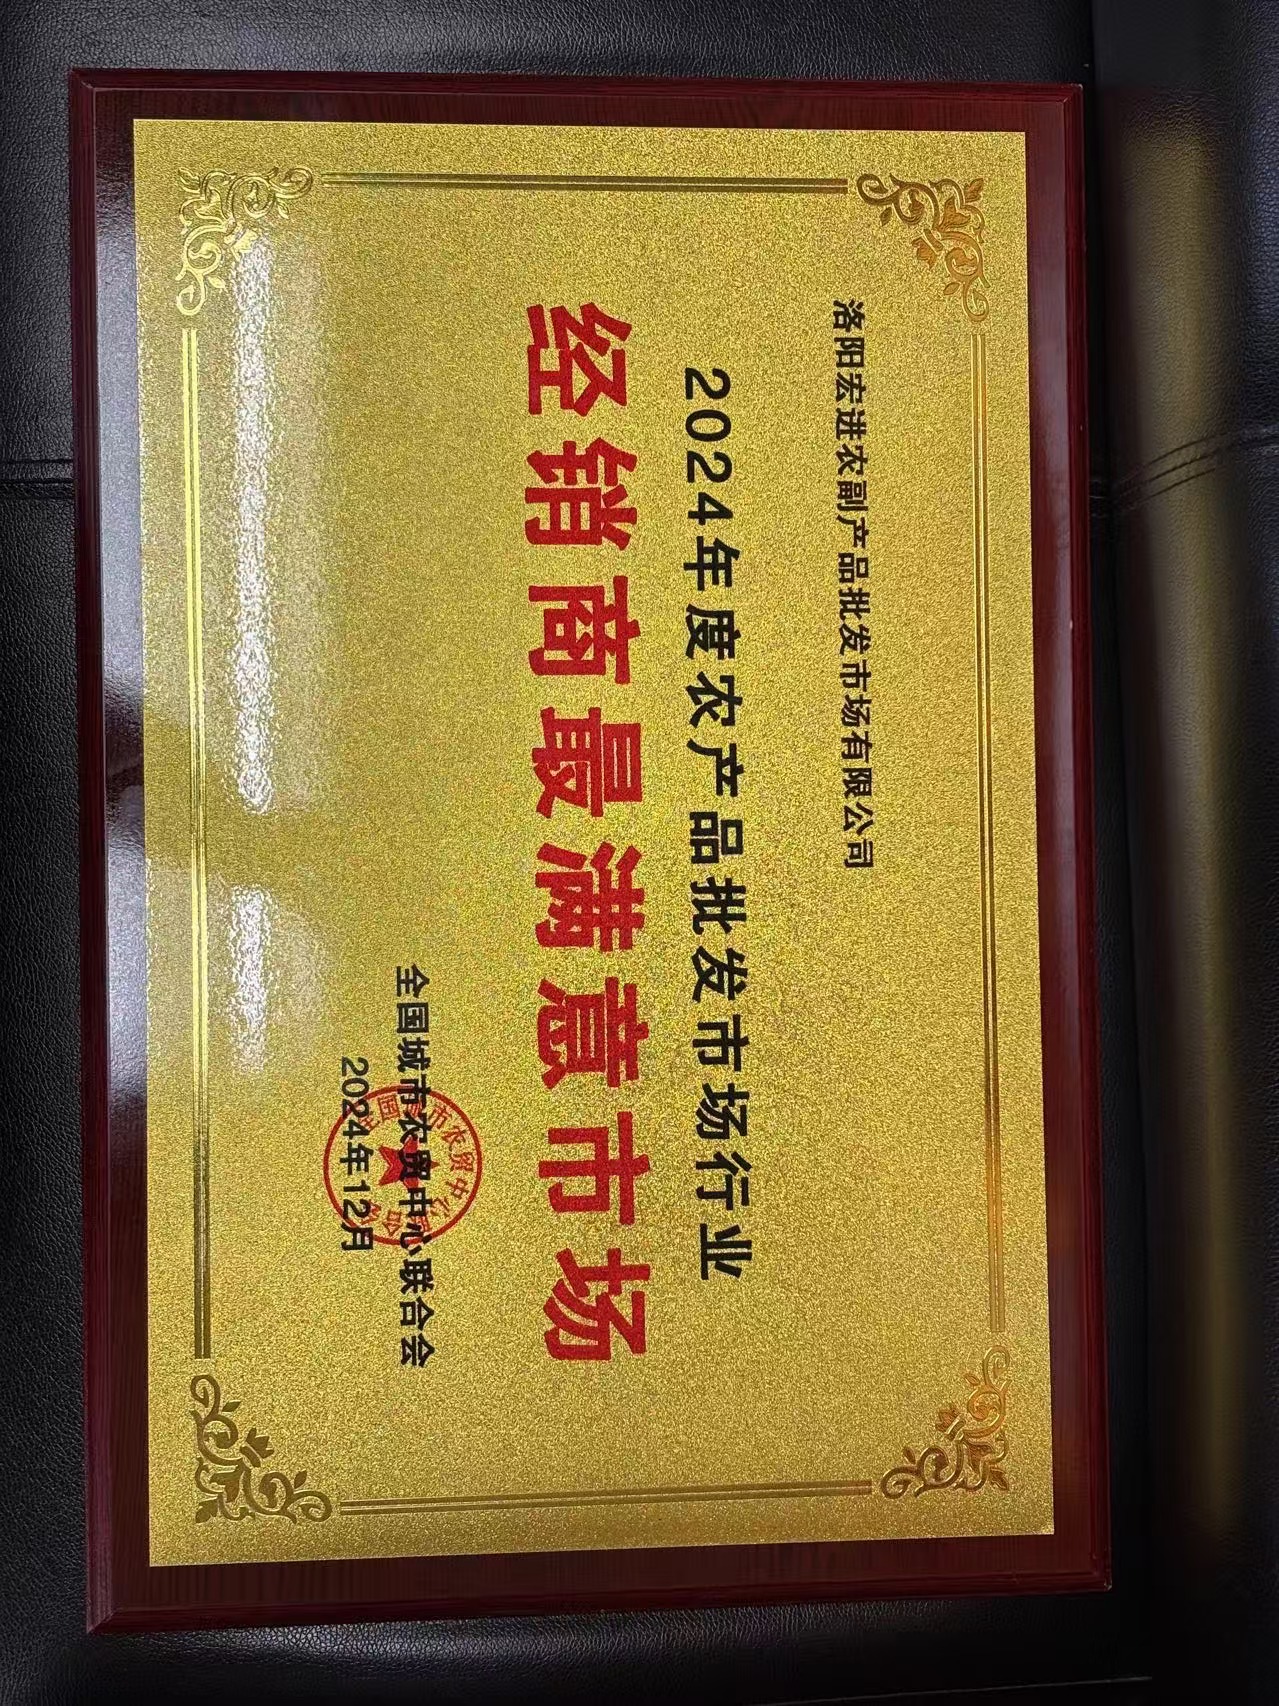 洛阳宏进农副产品批发市场有限公司
2024年度农产品批发市场行业
经销商最满意市场
全国城市农贸中心联合会
2024年12月